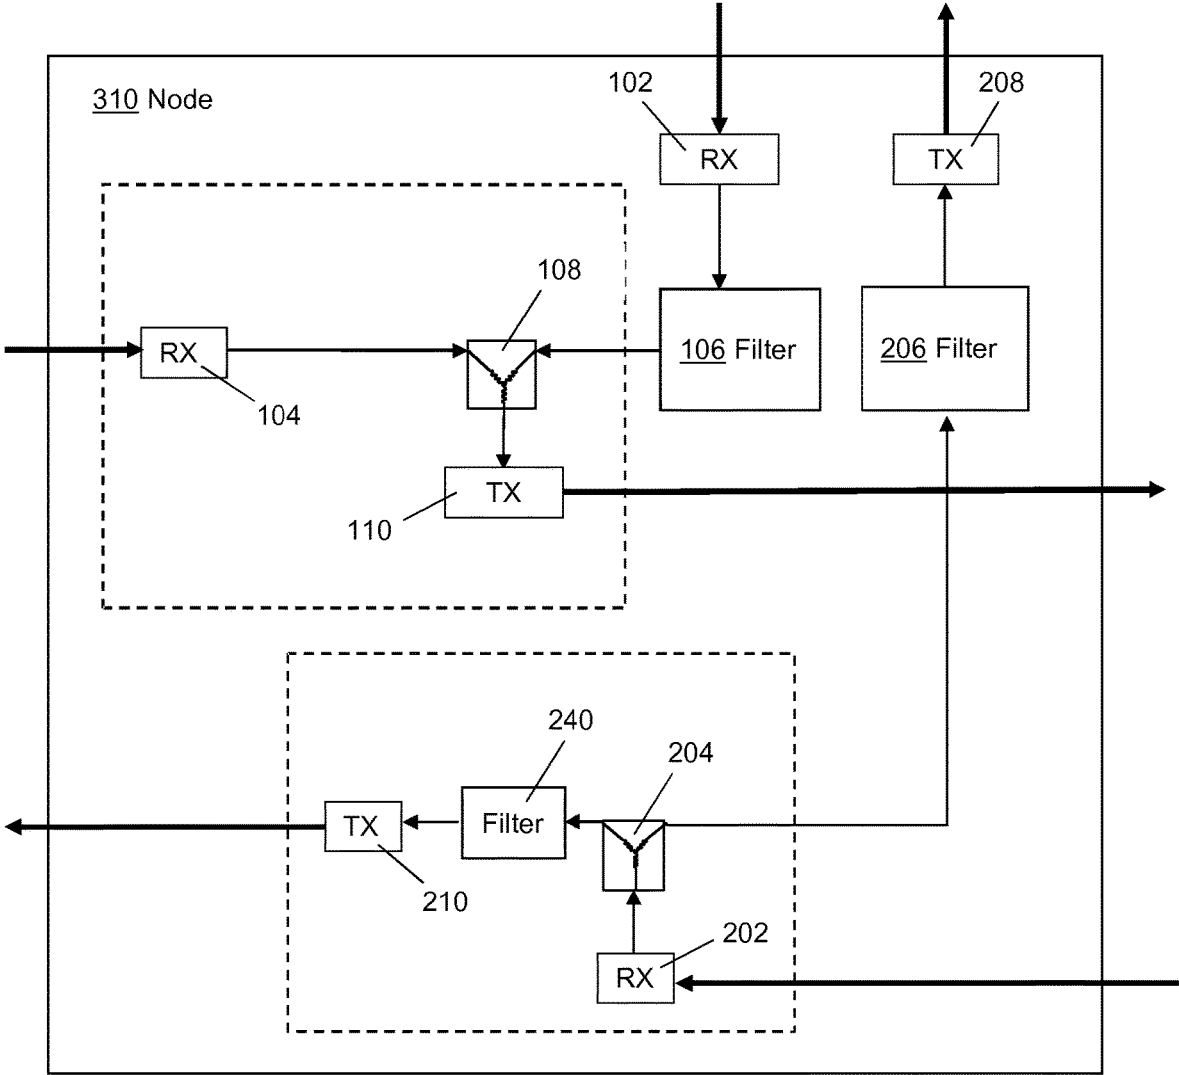 102
208
310 Node
RX
TX
108
RX
106 Filter
206 Filter
104
TX
110
240
204
TX
Filter
210
202
RX